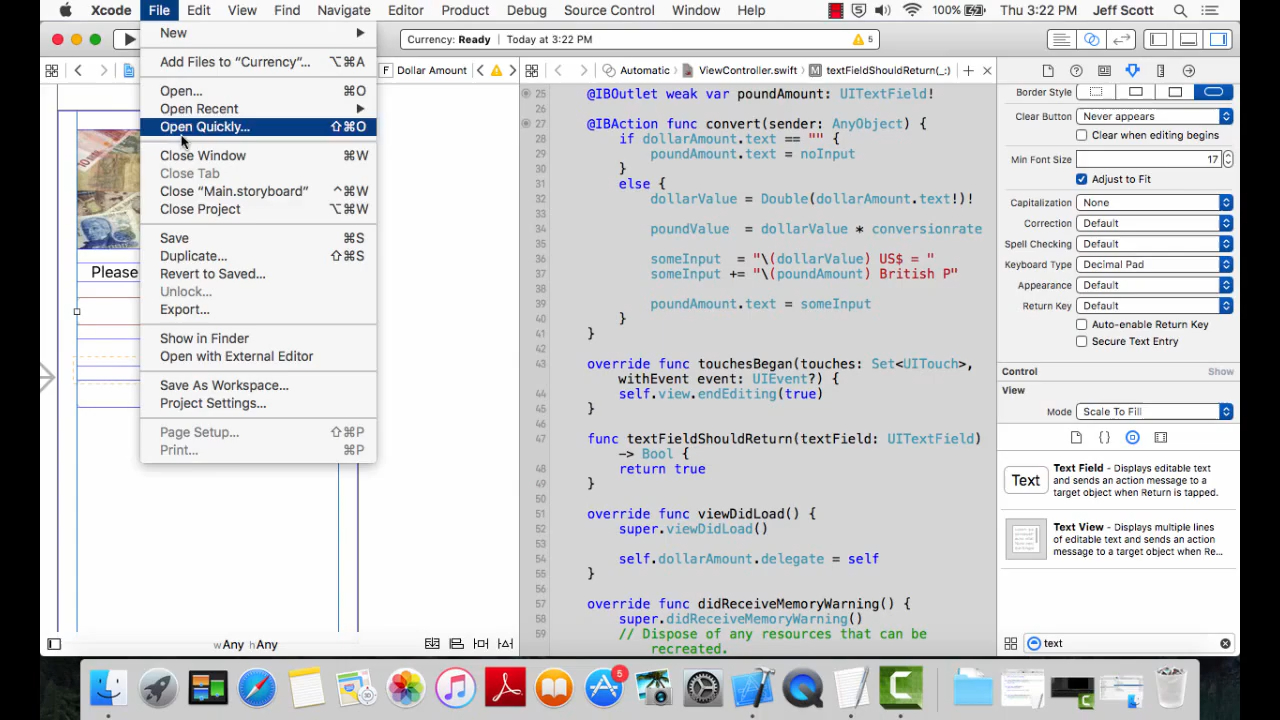 Xcode File Edit View Find Navigate Editor Product Debug Source Control Window Help 100% Thu 3:22 PM Jeff Scott
Currency: Ready Today at 3:22 PM 5
F Dollar Amount
Automatic ViewController.swift M textFieldShouldReturn(_:)
New
Add Files to “Currency”... ⌥⌘A
Open... ⌘O
Open Recent
Open Quickly... ⇧⌘O
Close Window ⌘W
Close Tab
Close “Main.storyboard” ^⌘W
Close Project ⌥⌘W
Save ⌘S
Duplicate... ⇧⌘S
Revert to Saved...
Unlock...
Export...
Show in Finder
Open with External Editor
Save As Workspace...
Project Settings...
Page Setup... ⇧⌘P
Print... ⌘P
Please
wAny hAny
25 @IBOutlet weak var poundAmount: UITextField!
26
27 @IBAction func convert(sender: AnyObject) {
28 if dollarAmount.text == "" {
29 poundAmount.text = noInput
30 }
31 else {
32 dollarValue = Double(dollarAmount.text!)!
33
34 poundValue = dollarValue * conversionrate
35
36 someInput = "\(dollarValue) US$ = "
37 someInput += "\(poundAmount) British P"
38
39 poundAmount.text = someInput
40 }
41 }
42
43 override func touchesBegan(touches: Set<UITouch>,
withEvent event: UIEvent?) {
44 self.view.endEditing(true)
45 }
46
47 func textFieldShouldReturn(textField: UITextField)
-> Bool {
48 return true
49 }
50
51 override func viewDidLoad() {
52 super.viewDidLoad()
53
54 self.dollarAmount.delegate = self
55 }
56
57 override func didReceiveMemoryWarning() {
58 super.didReceiveMemoryWarning()
59 // Dispose of any resources that can be
recreated.
Border Style
Clear Button Never appears
Clear when editing begins
Min Font Size 17
Adjust to Fit
Capitalization None
Correction Default
Spell Checking Default
Keyboard Type Decimal Pad
Appearance Default
Return Key Default
Auto-enable Return Key
Secure Text Entry
Control Show
View
Mode Scale To Fill
Text
Text Field - Displays editable text
and sends an action message to a
target object when Return is tapped.
Text View - Displays multiple lines
of editable text and sends an action
message to a target object when Re...
text
5